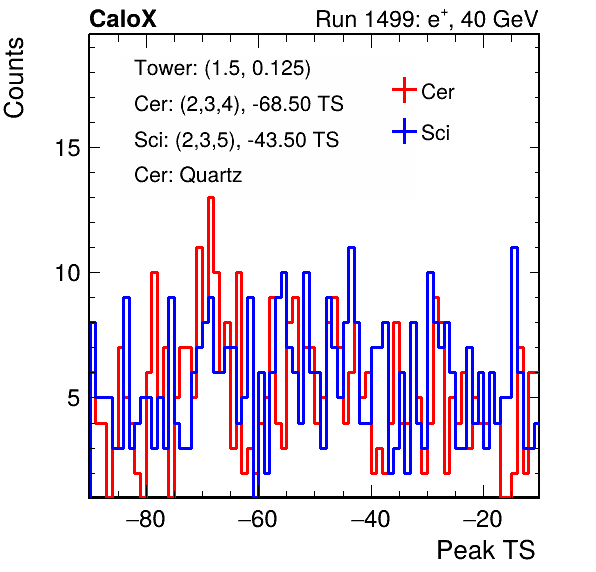 CaloX Run 1499: e+, 40 GeV
Counts
Tower: (1.5, 0.125)
Cer: (2,3,4), -68.50 TS
Sci: (2,3,5), -43.50 TS
Cer: Quartz
Cer
Sci
15
10
5
−80 −60 −40 −20
Peak TS